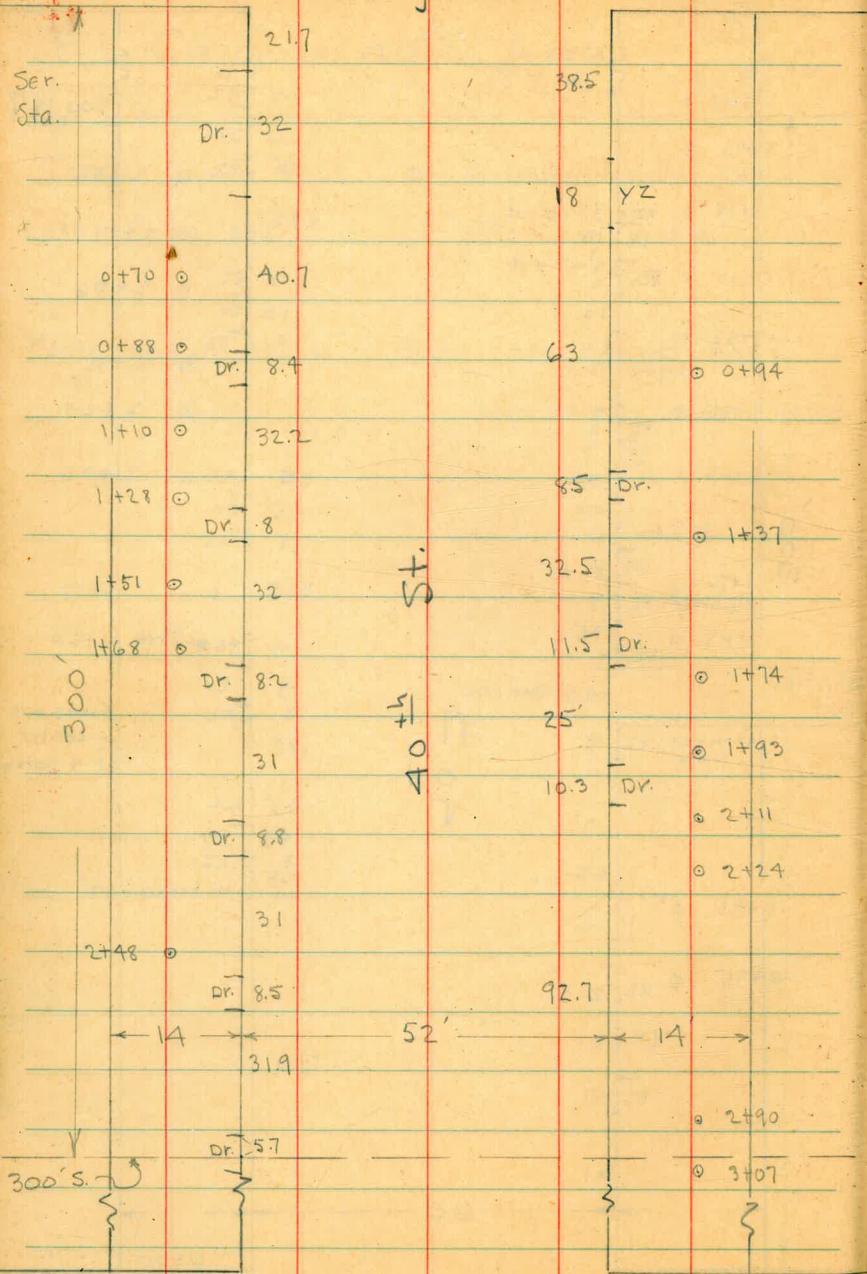 21.7
Ser. 38.5
Sta.
Dr. 32
18 YZ
0+70 40.7
0+88 63
Dr. 8.4 0+94
1+10 32.2
8.5 Dr.
1+28
Dr. 8 1+37
1+51 32 32.5
1+68 11.5 Dr.
Dr. 8.2 1+74
300'
40th St.
25'
31 1+93
10.3 Dr.
2+11
Dr. 8.8
2+24
31
2+48
Dr. 8.5 92.7
14 52' 14'
31.9
2+90
Dr. 5.7
300' S. 3+07